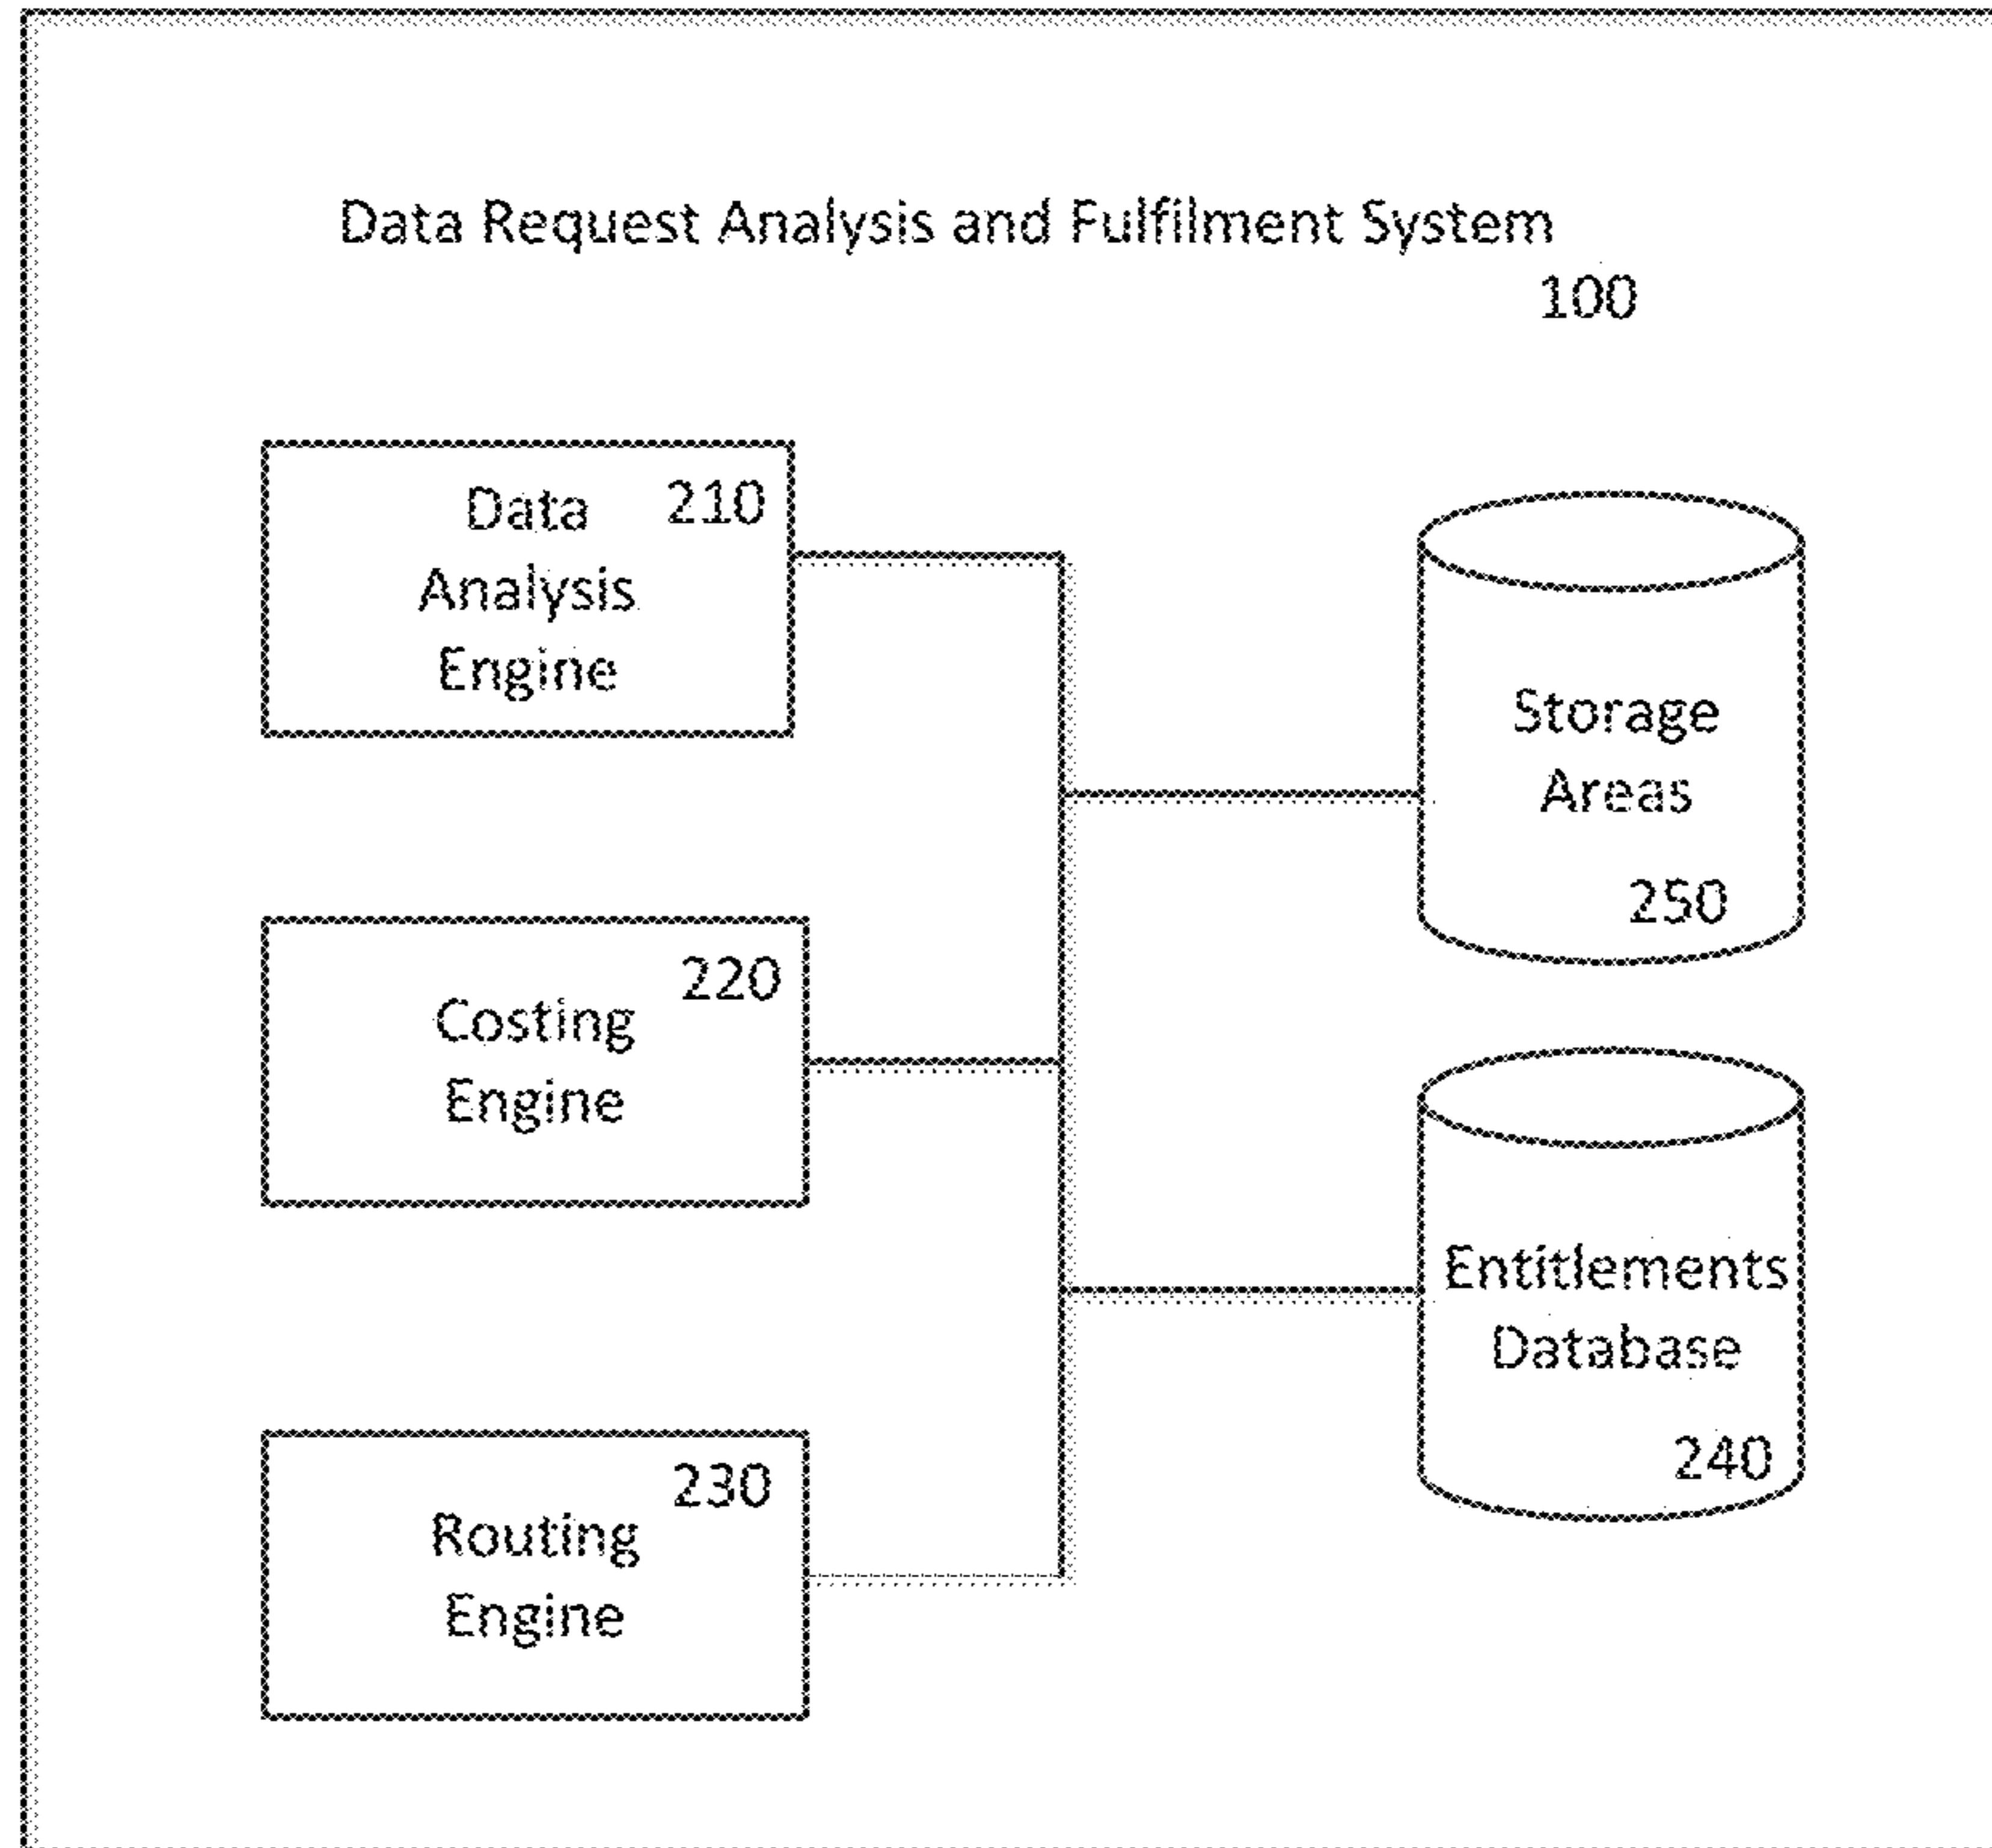 Data Request Analysis and Fulfilment System
100
Data 210
Analysis
Engine
Storage
Areas
250
220
Costing
Engine
Entitlements
Database
240
230
Routing
Engine